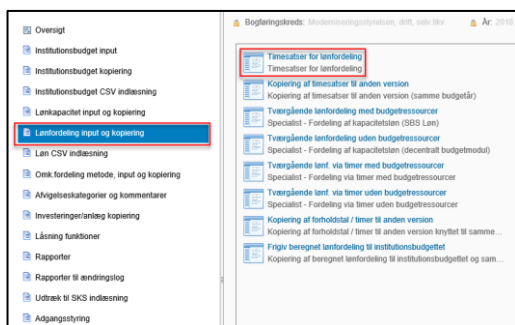 Oversigt
Institutionsbudget input
Institutionsbudget kopiering
Institutionsbudget CSV indlæsning
Lønkapacitet input og kopiering
Lønfordeling input og kopiering
Løn CSV indlæsning
Omk.fordeling metode, input og kopiering
Afvigelseskategorier og kommentarer
Investeringer/anlæg kopiering
Låsning funktioner
Rapporter
Rapporter til ændringslog
Udtræk til SKS indlæsning
Adgangsstyring
Bogføringskreds: Moderniseringsstyrelsen, drift, selv.likv. År: 2018
Timesatser for lønfordeling
Timesatser for lønfordeling
Kopiering af timesatser til anden version
Kopiering af timesatser til anden version (samme budgetår)
Tværgående lønfordeling med budgetressourcer
Specialist - Fordeling af kapacitetsløn (SBS Løn)
Tværgående lønfordeling uden budgetressourcer
Specialist - Fordeling af kapacitetsløn (decentralt budgetmodul)
Tværgående lønf. via timer med budgetressourcer
Specialist - Fordeling via timer med budgetressourcer
Tværgående lønf. via timer uden budgetressourcer
Specialist - Fordeling via timer uden budgetressourcer
Kopiering af forholdstal / timer til anden version
Kopiering af forholdstal / timer til anden version knyttet til samme...
Frigiv beregnet lønfordeling til institutionsbudgettet
Kopiering af beregnet lønfordeling til institutionsbudgettet og sam...